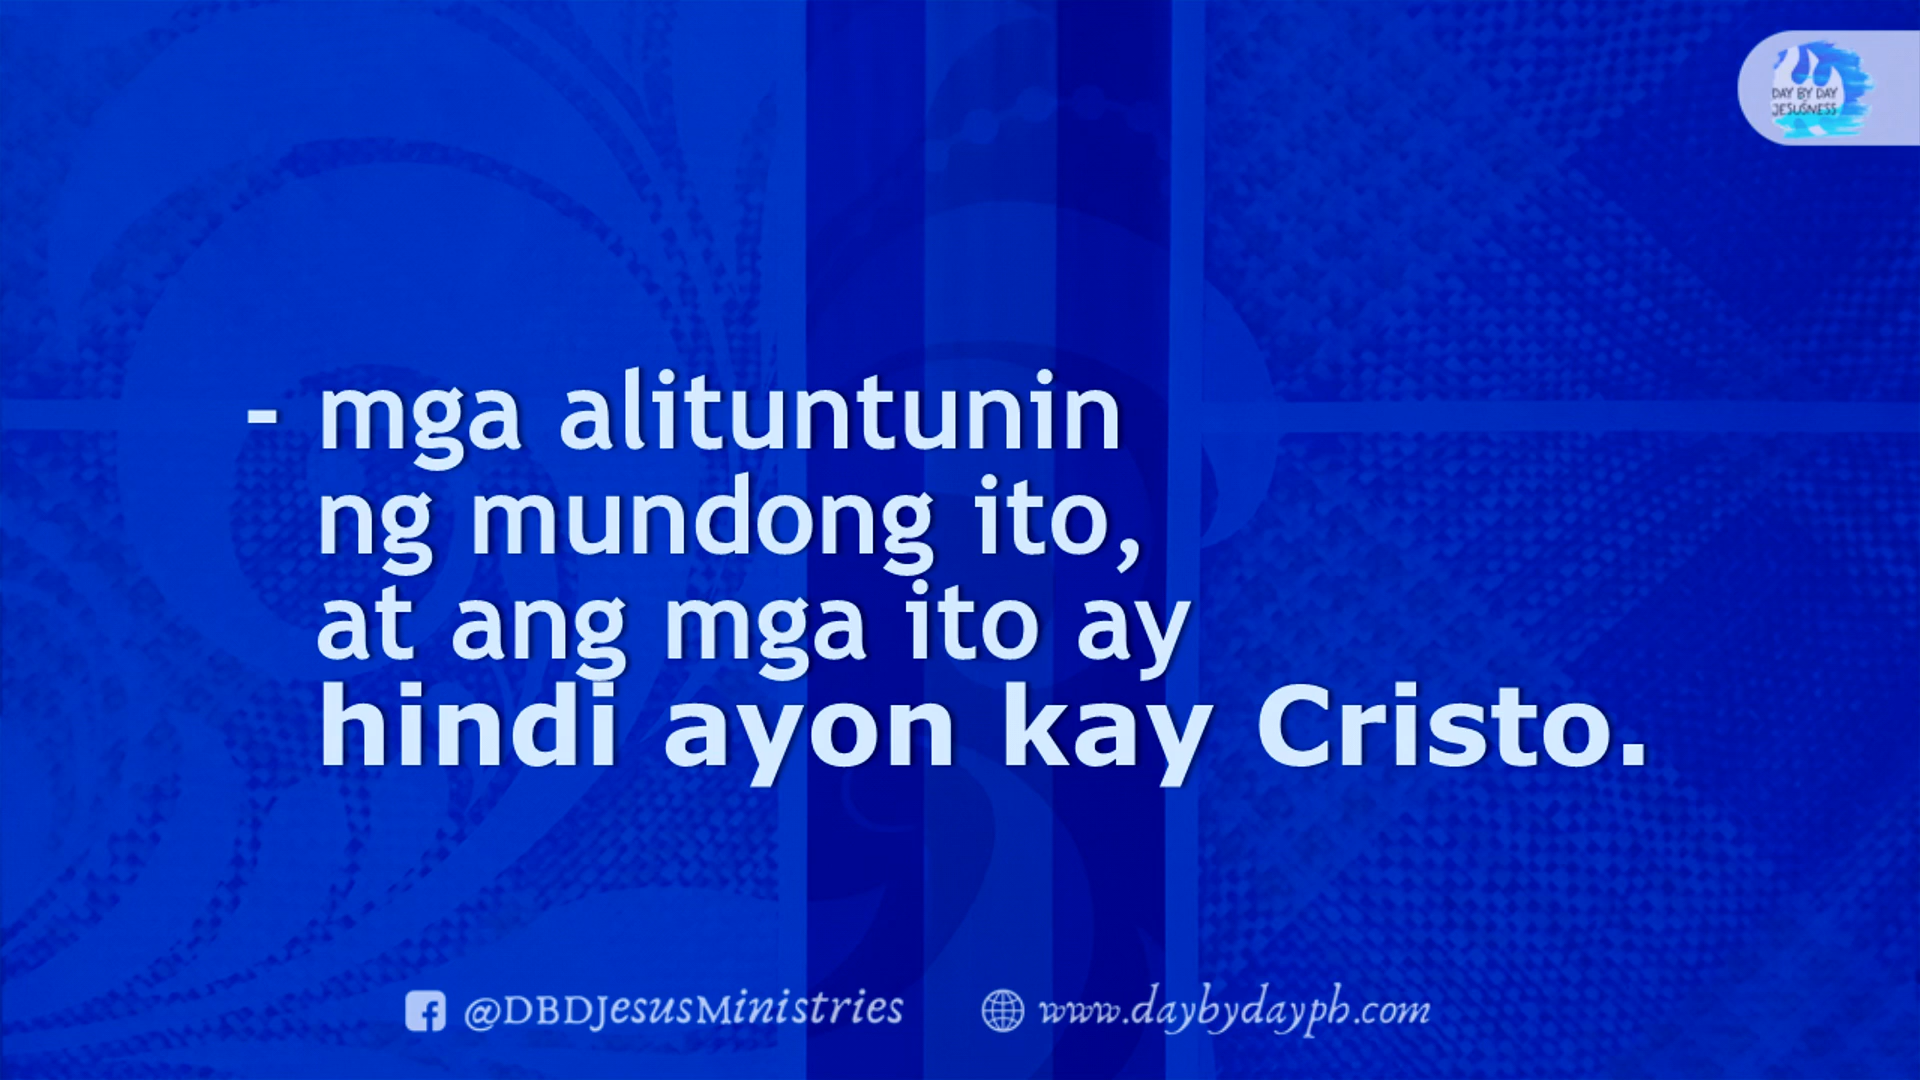 DAY BY DAY
JESUSNESS
- mga alituntunin
ng mundong ito,
at ang mga ito ay
hindi ayon kay Cristo.
@DBDJesusMinistries
www.daybydayph.com